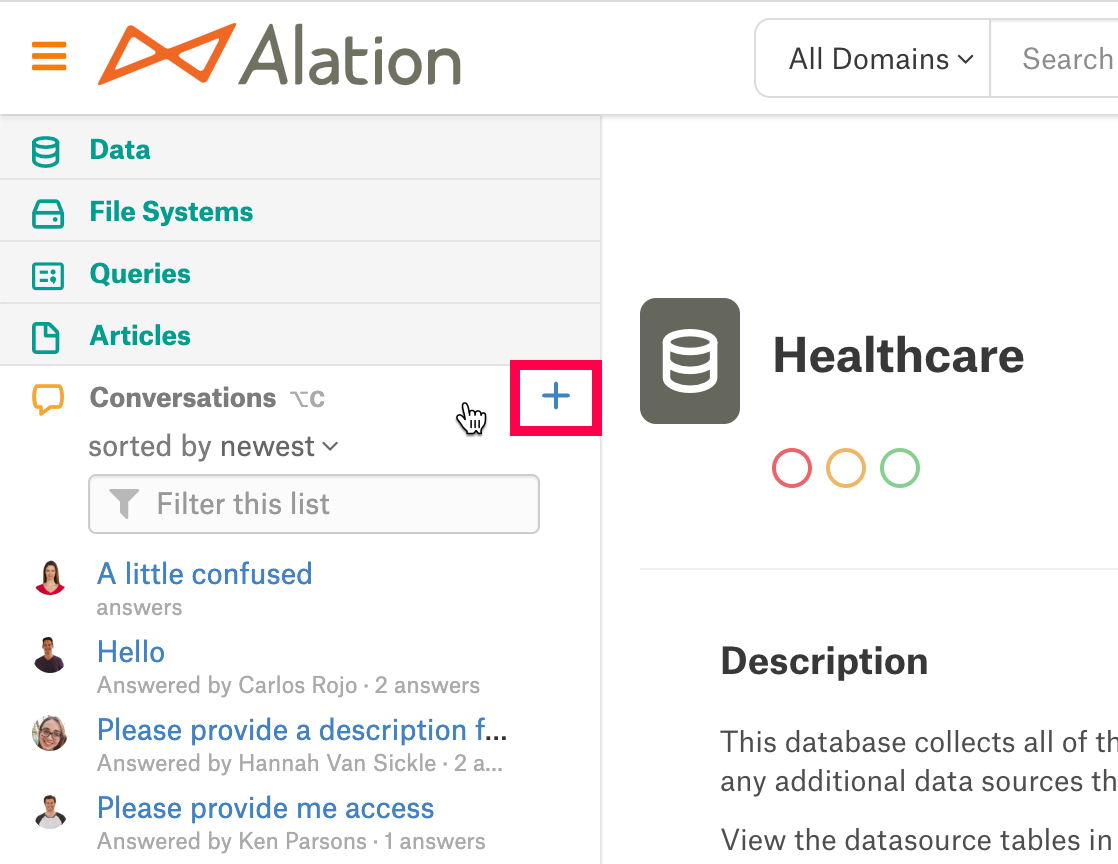 Alation
All Domains
Search
Data
File Systems
Queries
Articles
Conversations ⌥C
sorted by newest
Filter this list
A little confused
answers
Hello
Answered by Carlos Rojo · 2 answers
Please provide a description f...
Answered by Hannah Van Sickle · 2 a...
Please provide me access
Answered by Ken Parsons · 1 answers
Healthcare
Description
This database collects all of th
any additional data sources th
View the datasource tables in